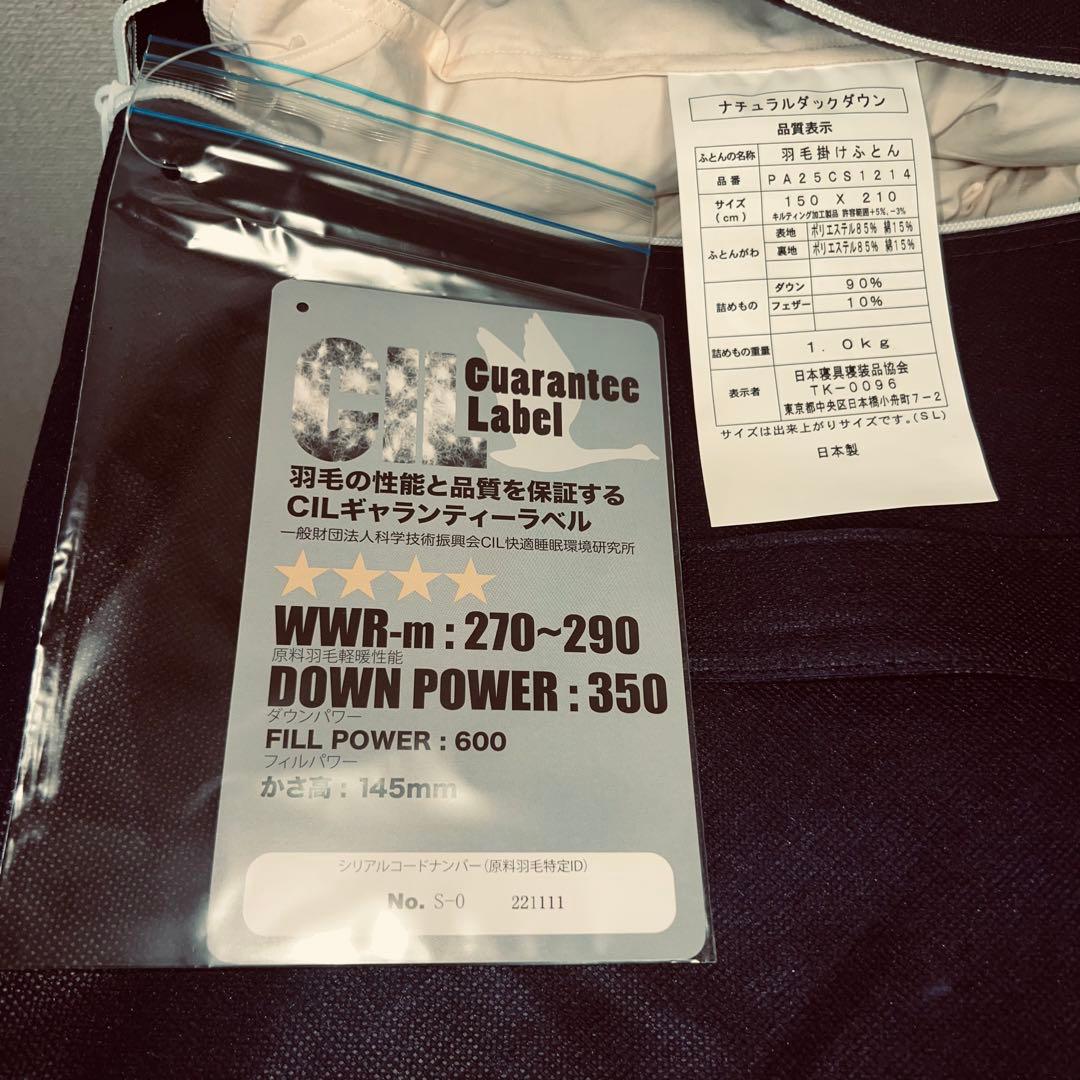 ナチュラルダックダウン
品質表示
ふとんの名称 羽毛掛けふとん
品番 PA25CS1214
サイズ(cm) 150 X 210
キルティング加工製品 許容範囲+5%,-3%
ふとんがわ 表地 ポリエステル85% 綿15%
裏地 ポリエステル85% 綿15%
詰めもの ダウン 90%
フェザー 10%
詰めもの重量 1.0kg
表示者 日本寝具寝装品協会
TK-0096
東京都中央区日本橋小舟町7-2
サイズは出来上がりサイズです。(SL)
日本製
CIL Guarantee
Label
羽毛の性能と品質を保証する
CILギャランティーラベル
一般財団法人科学技術振興会CIL快適睡眠環境研究所
WWR-m : 270~290
原料羽毛軽暖性能
DOWN POWER : 350
ダウンパワー
FILL POWER : 600
フィルパワー
かさ高 : 145mm
シリアルコードナンバー(原料羽毛特定ID)
No. S-0 221111